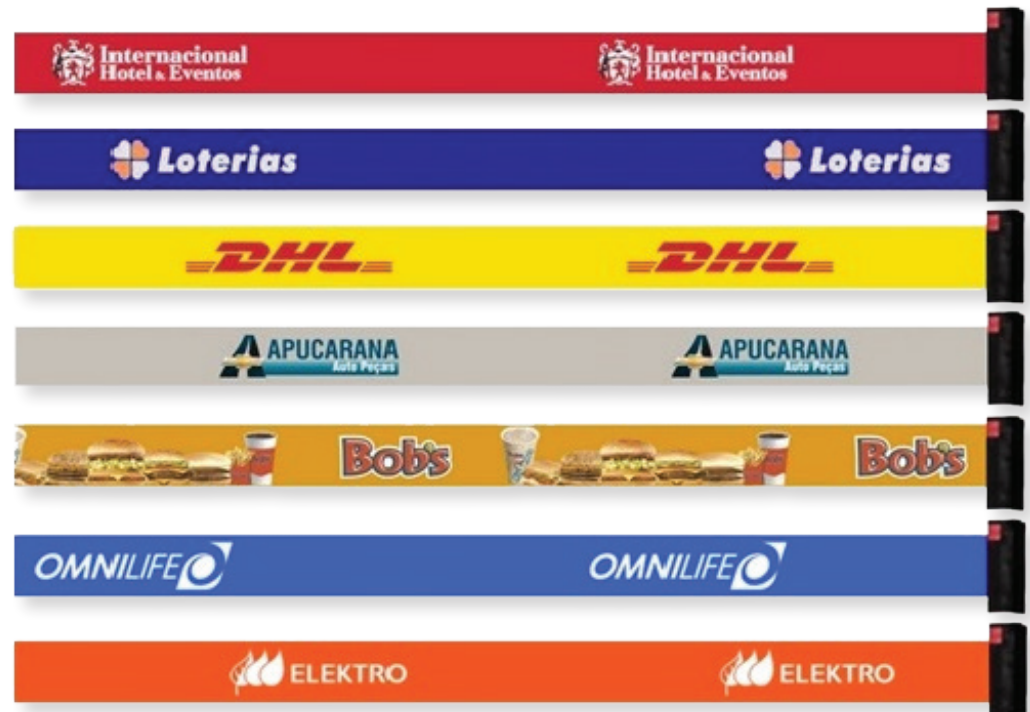 Internacional
Hotel & Eventos
Internacional
Hotel & Eventos
Loterias
Loterias
DHL
DHL
APUCARANA
Auto Peças
APUCARANA
Auto Peças
Bob's
Bob's
OMNILIFE
OMNILIFE
ELEKTRO
ELEKTRO